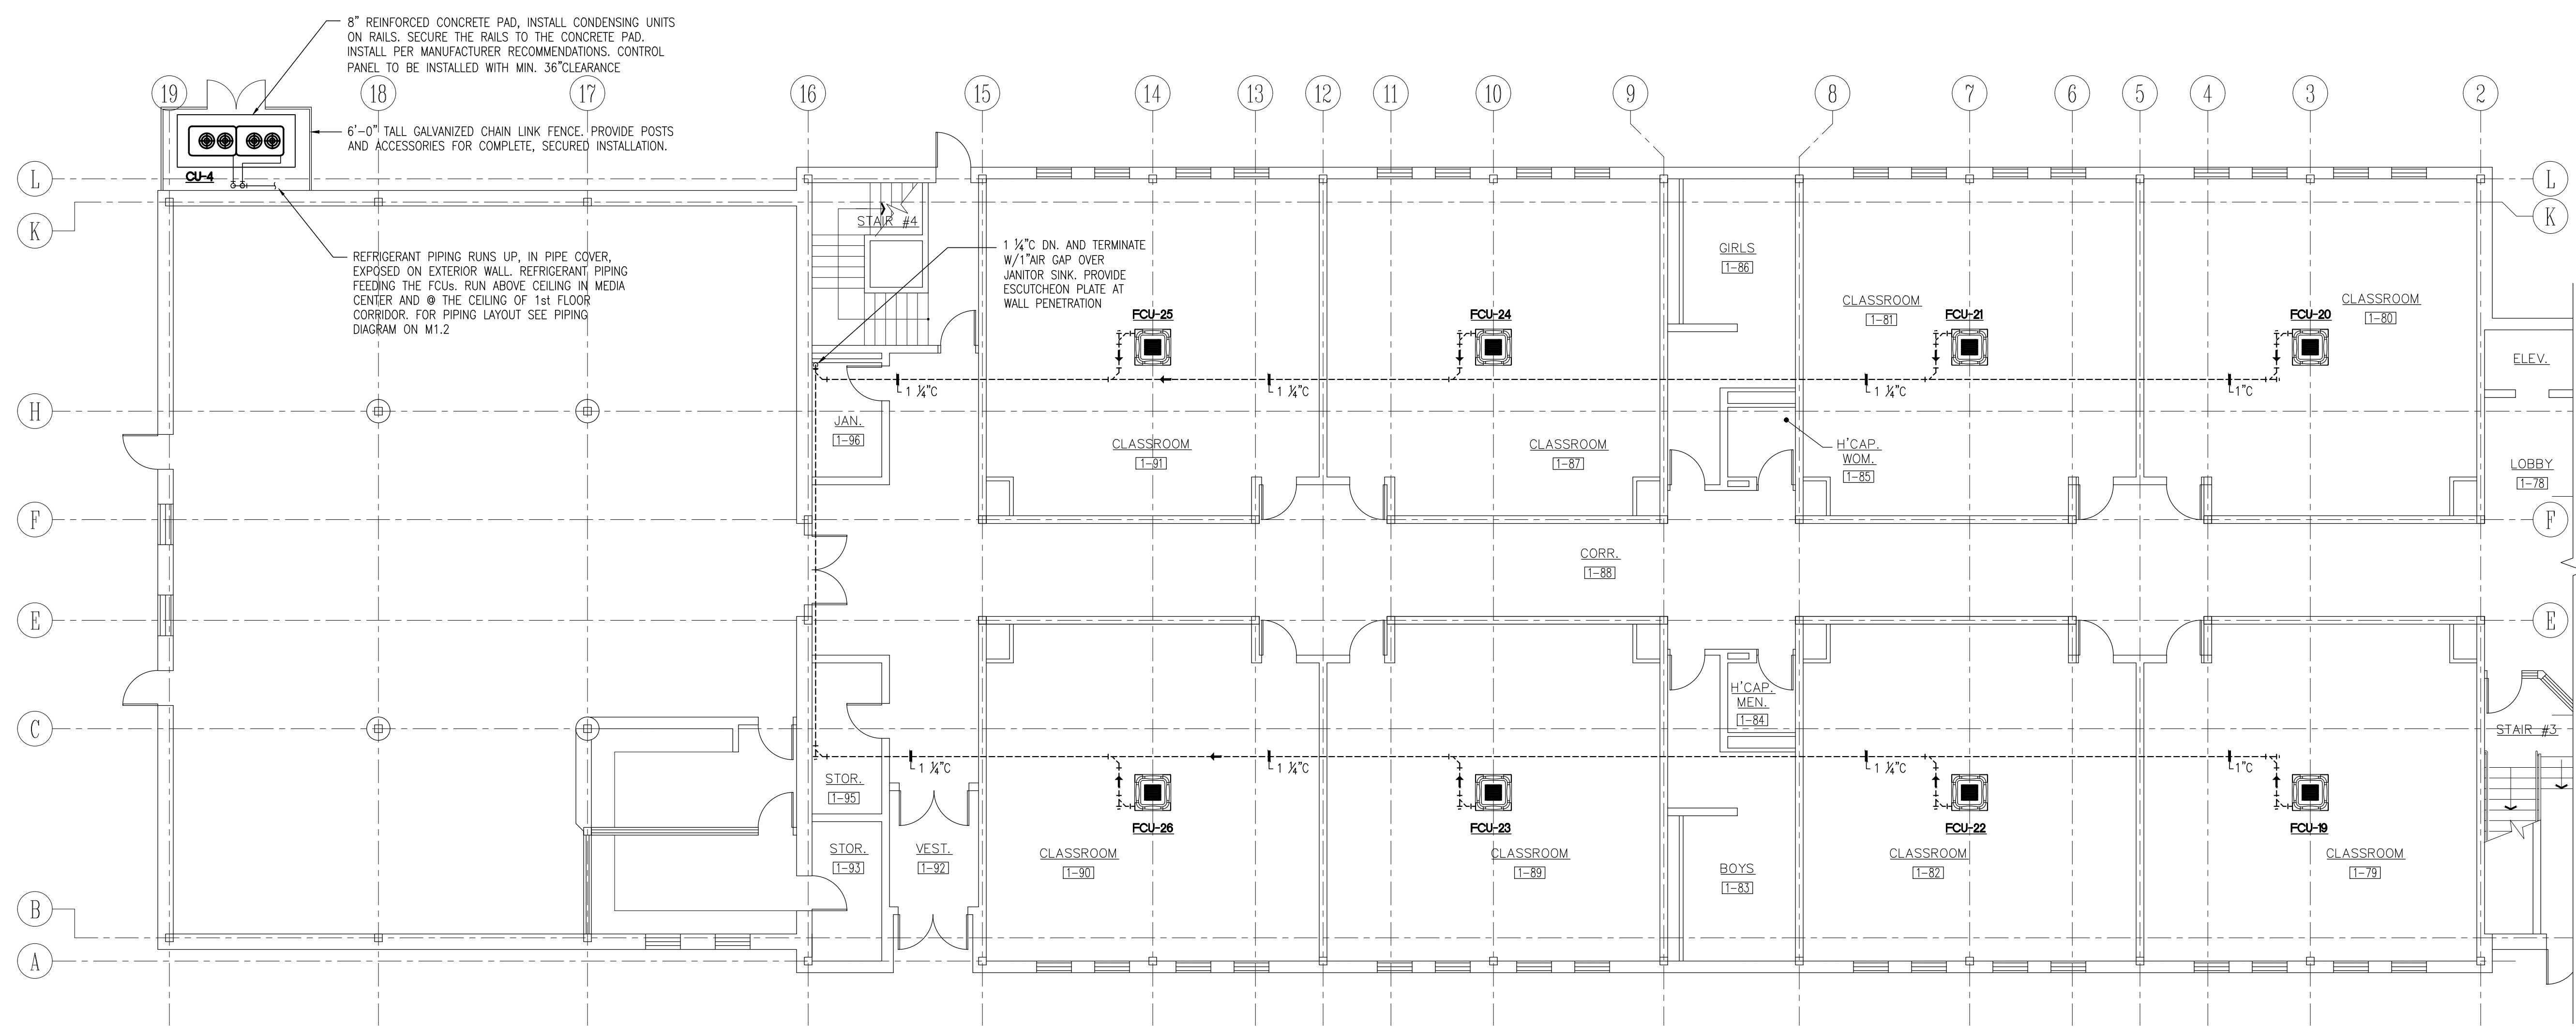 8" REINFORCED CONCRETE PAD, INSTALL CONDENSING UNITS
ON RAILS. SECURE THE RAILS TO THE CONCRETE PAD.
INSTALL PER MANUFACTURER RECOMMENDATIONS. CONTROL
PANEL TO BE INSTALLED WITH MIN. 36"CLEARANCE
19
18
17
16
15
14
13
12
11
10
9
8
7
6
5
4
3
2
6'-0" TALL GALVANIZED CHAIN LINK FENCE. PROVIDE POSTS
AND ACCESSORIES FOR COMPLETE, SECURED INSTALLATION.
CU-4
L
L
K
K
STAIR #4
REFRIGERANT PIPING RUNS UP, IN PIPE COVER,
EXPOSED ON EXTERIOR WALL. REFRIGERANT PIPING
FEEDING THE FCUs. RUN ABOVE CEILING IN MEDIA
CENTER AND @ THE CEILING OF 1st FLOOR
CORRIDOR. FOR PIPING LAYOUT SEE PIPING
DIAGRAM ON M1.2
1 ¼"C DN. AND TERMINATE
W/1"AIR GAP OVER
JANITOR SINK. PROVIDE
ESCUTCHEON PLATE AT
WALL PENETRATION
GIRLS
1-86
CLASSROOM
1-81
CLASSROOM
1-80
FCU-25
FCU-24
FCU-21
FCU-20
ELEV.
1 ¼"C
1 ¼"C
1 ¼"C
1"C
H
JAN.
1-96
CLASSROOM
1-91
CLASSROOM
1-87
H'CAP.
WOM.
1-85
LOBBY
1-78
F
F
CORR.
1-88
E
E
H'CAP.
MEN.
1-84
C
STAIR #3
1 ¼"C
1 ¼"C
1 ¼"C
1"C
STOR.
1-95
FCU-26
FCU-23
FCU-22
FCU-19
STOR.
1-93
VEST.
1-92
CLASSROOM
1-90
CLASSROOM
1-89
BOYS
1-83
CLASSROOM
1-82
CLASSROOM
1-79
B
A